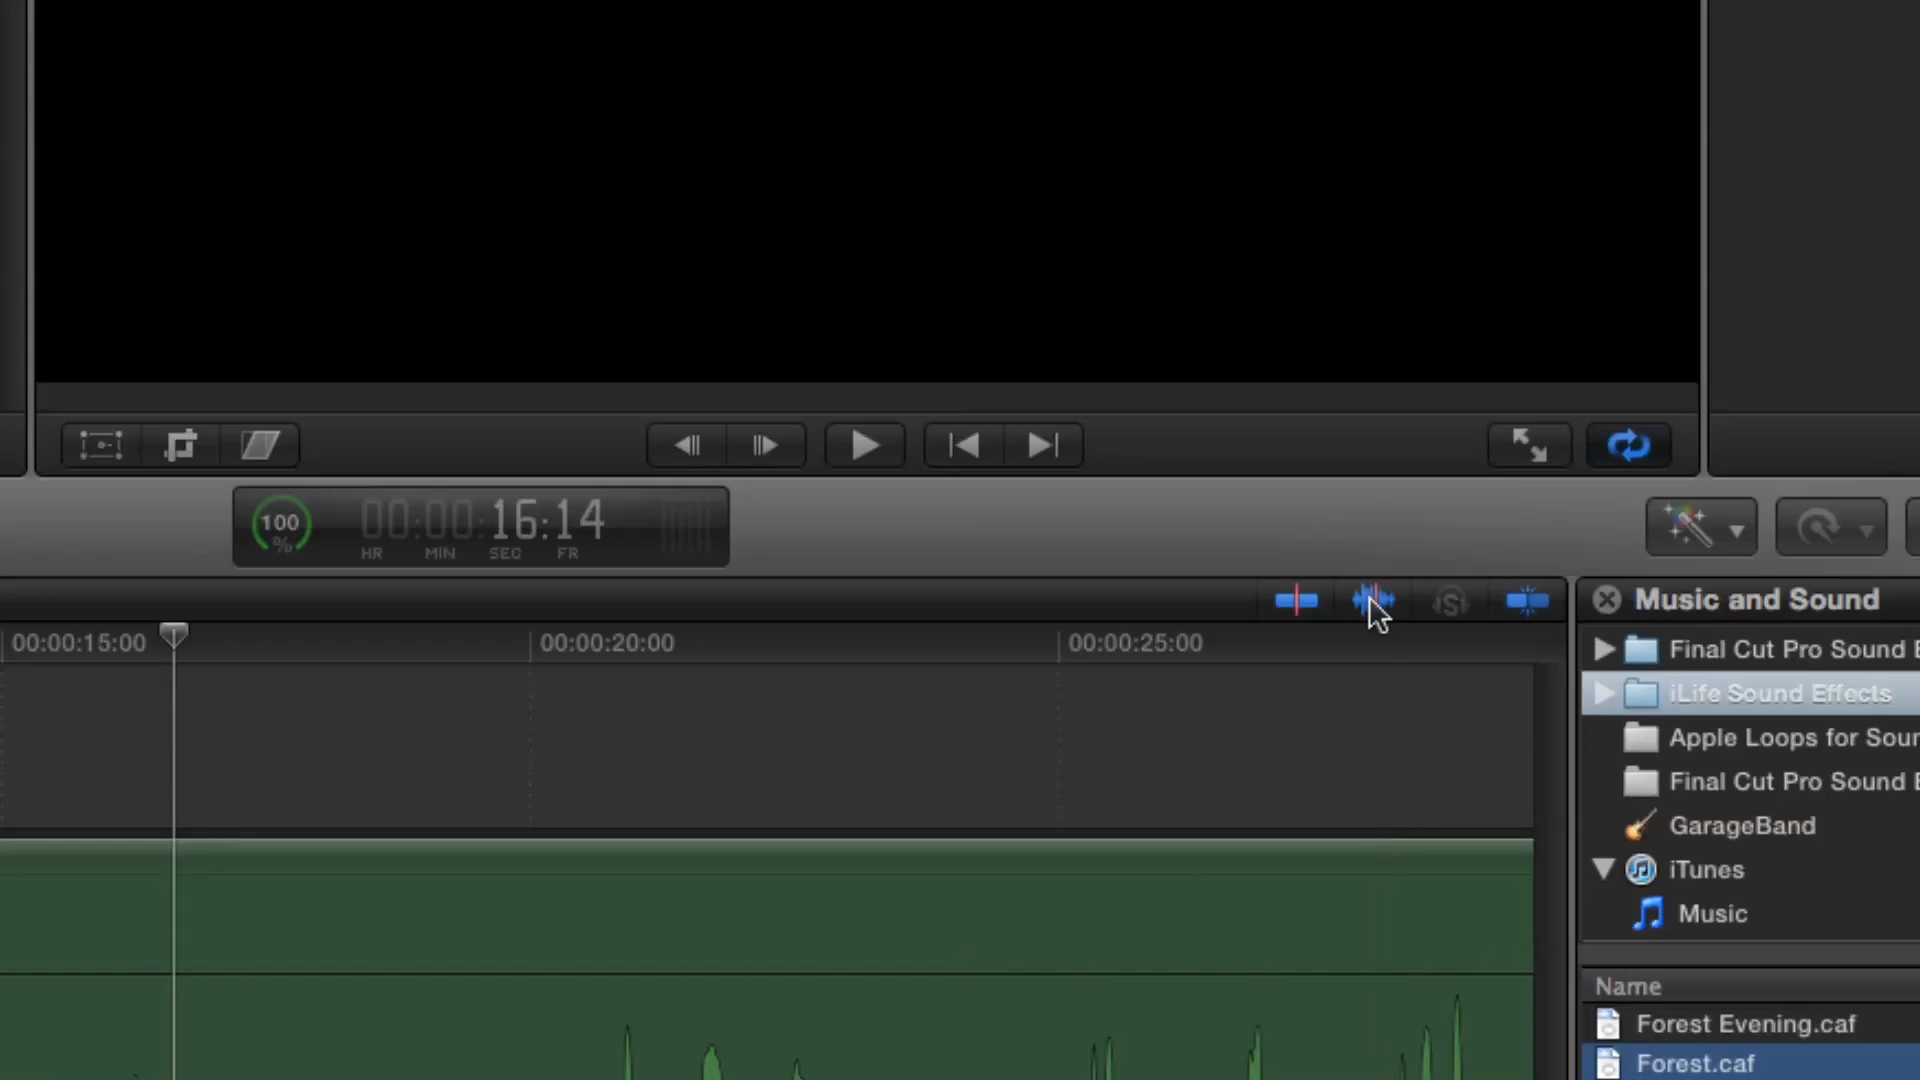 100
%
00:00:16:14
HR MIN SEC FR
S
Music and Sound
00:00:15:00
00:00:20:00
00:00:25:00
Final Cut Pro Sound
iLife Sound Effects
Apple Loops for Sour
Final Cut Pro Sound
GarageBand
iTunes
Music
Name
Forest Evening.caf
Forest.caf